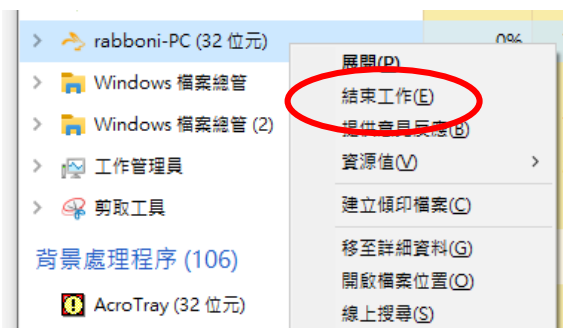 rabboni-PC (32 位元)
0%
Windows 檔案總管
Windows 檔案總管 (2)
工作管理員
剪取工具
背景處理程序 (106)
AcroTray (32 位元)
展開(P)
結束工作(E)
提供意見反應(B)
資源值(V)
建立傾印檔案(C)
移至詳細資料(G)
開啟檔案位置(O)
線上搜尋(S)